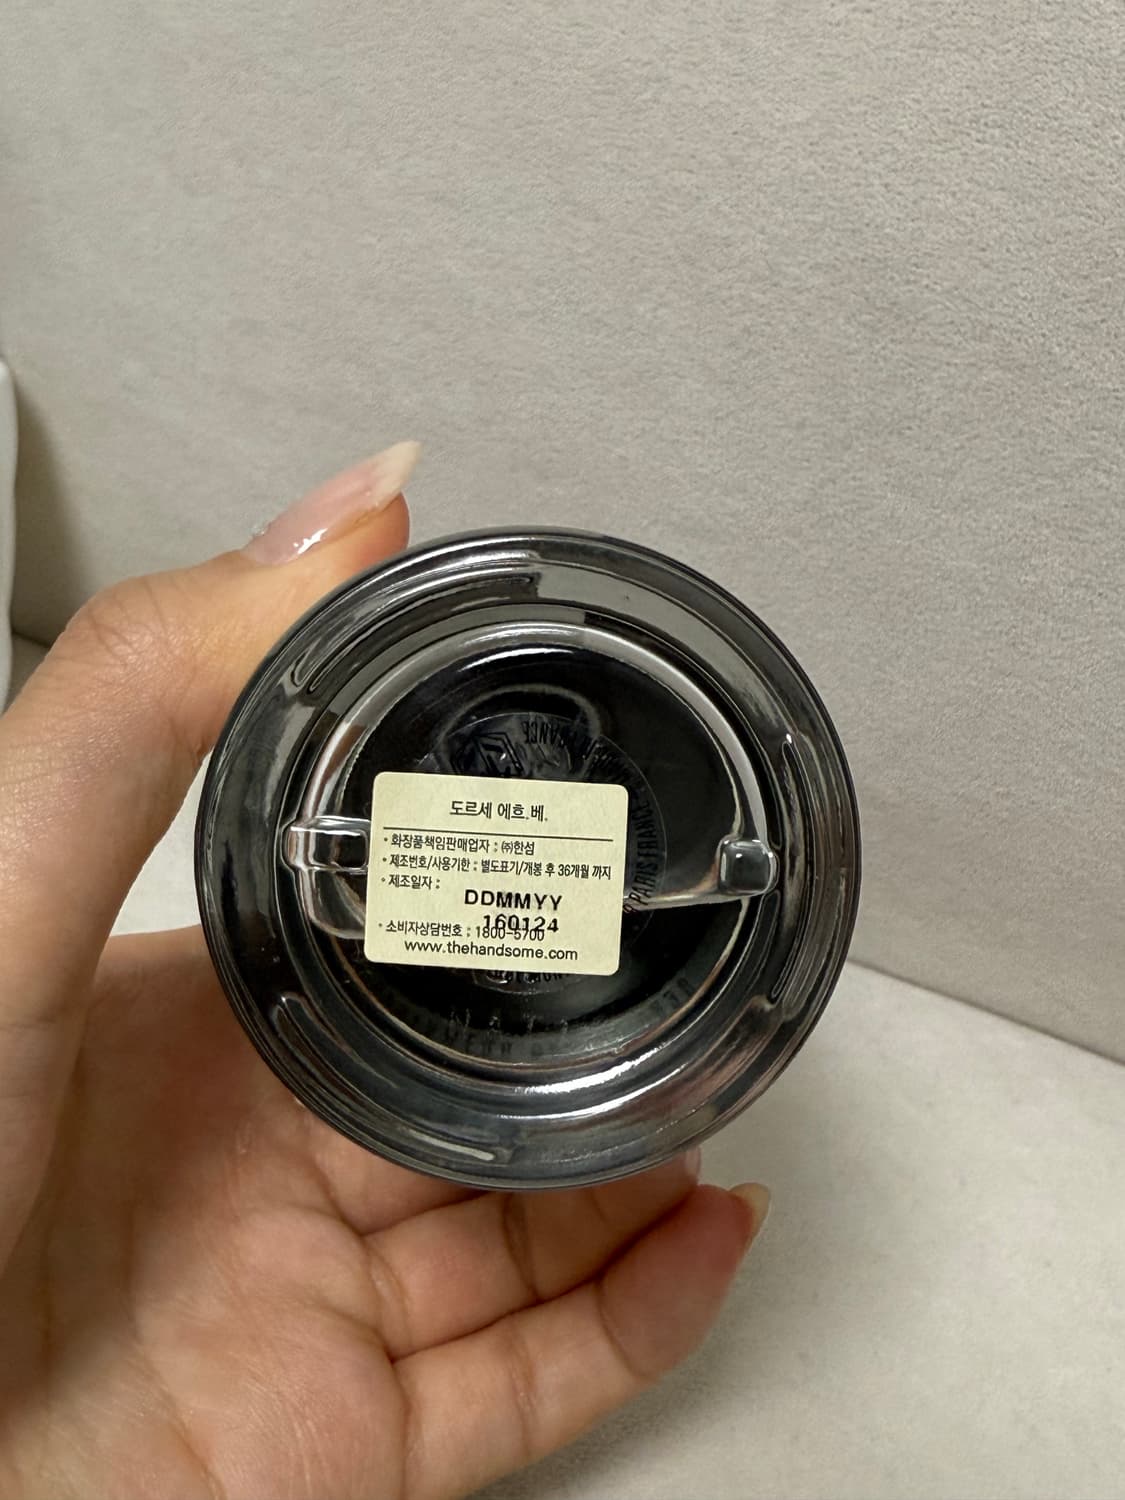 도르세 에흐.베.
• 화장품책임판매업자 : ㈜한섬
• 제조번호/사용기한 : 별도표기/개봉 후 36개월 까지
• 제조일자 :
DDMMYY
160124
• 소비자상담번호 : 1800-5700
www.thehandsome.com
PARIS FRANCE